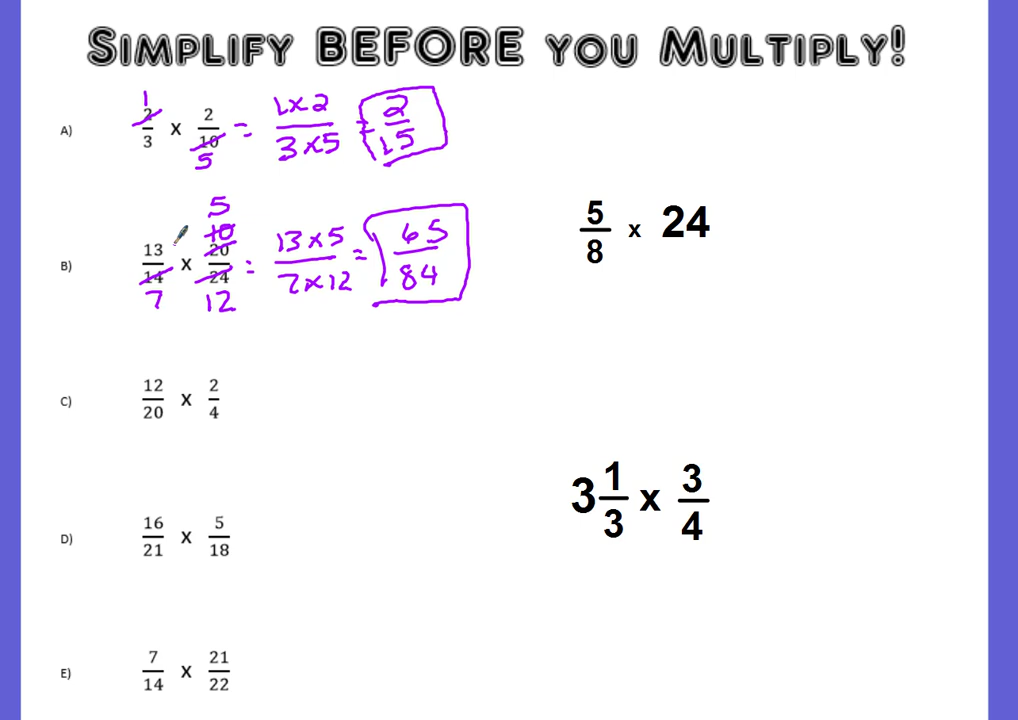 SIMPLIFY BEFORE YOU MULTIPLY!
A) 2/3 x 2/10 1 5 = 1x2/3x5 = 2/15
B) 13/14 x 20/24 7 10 5 12 = 13x5/7x12 = 65/84
5/8 x 24
C) 12/20 x 2/4
3 1/3 x 3/4
D) 16/21 x 5/18
E) 7/14 x 21/22